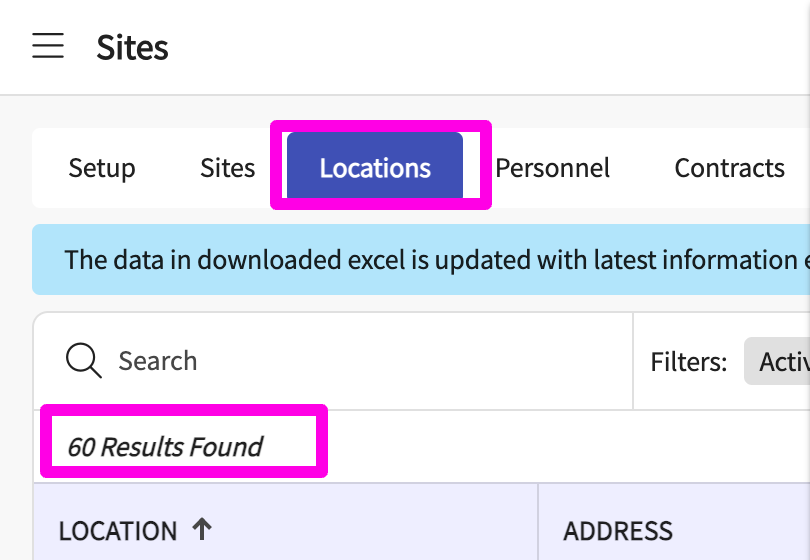 Sites
Setup Sites Locations Personnel Contracts
The data in downloaded excel is updated with latest information
Search Filters:
60 Results Found
LOCATION ADDRESS